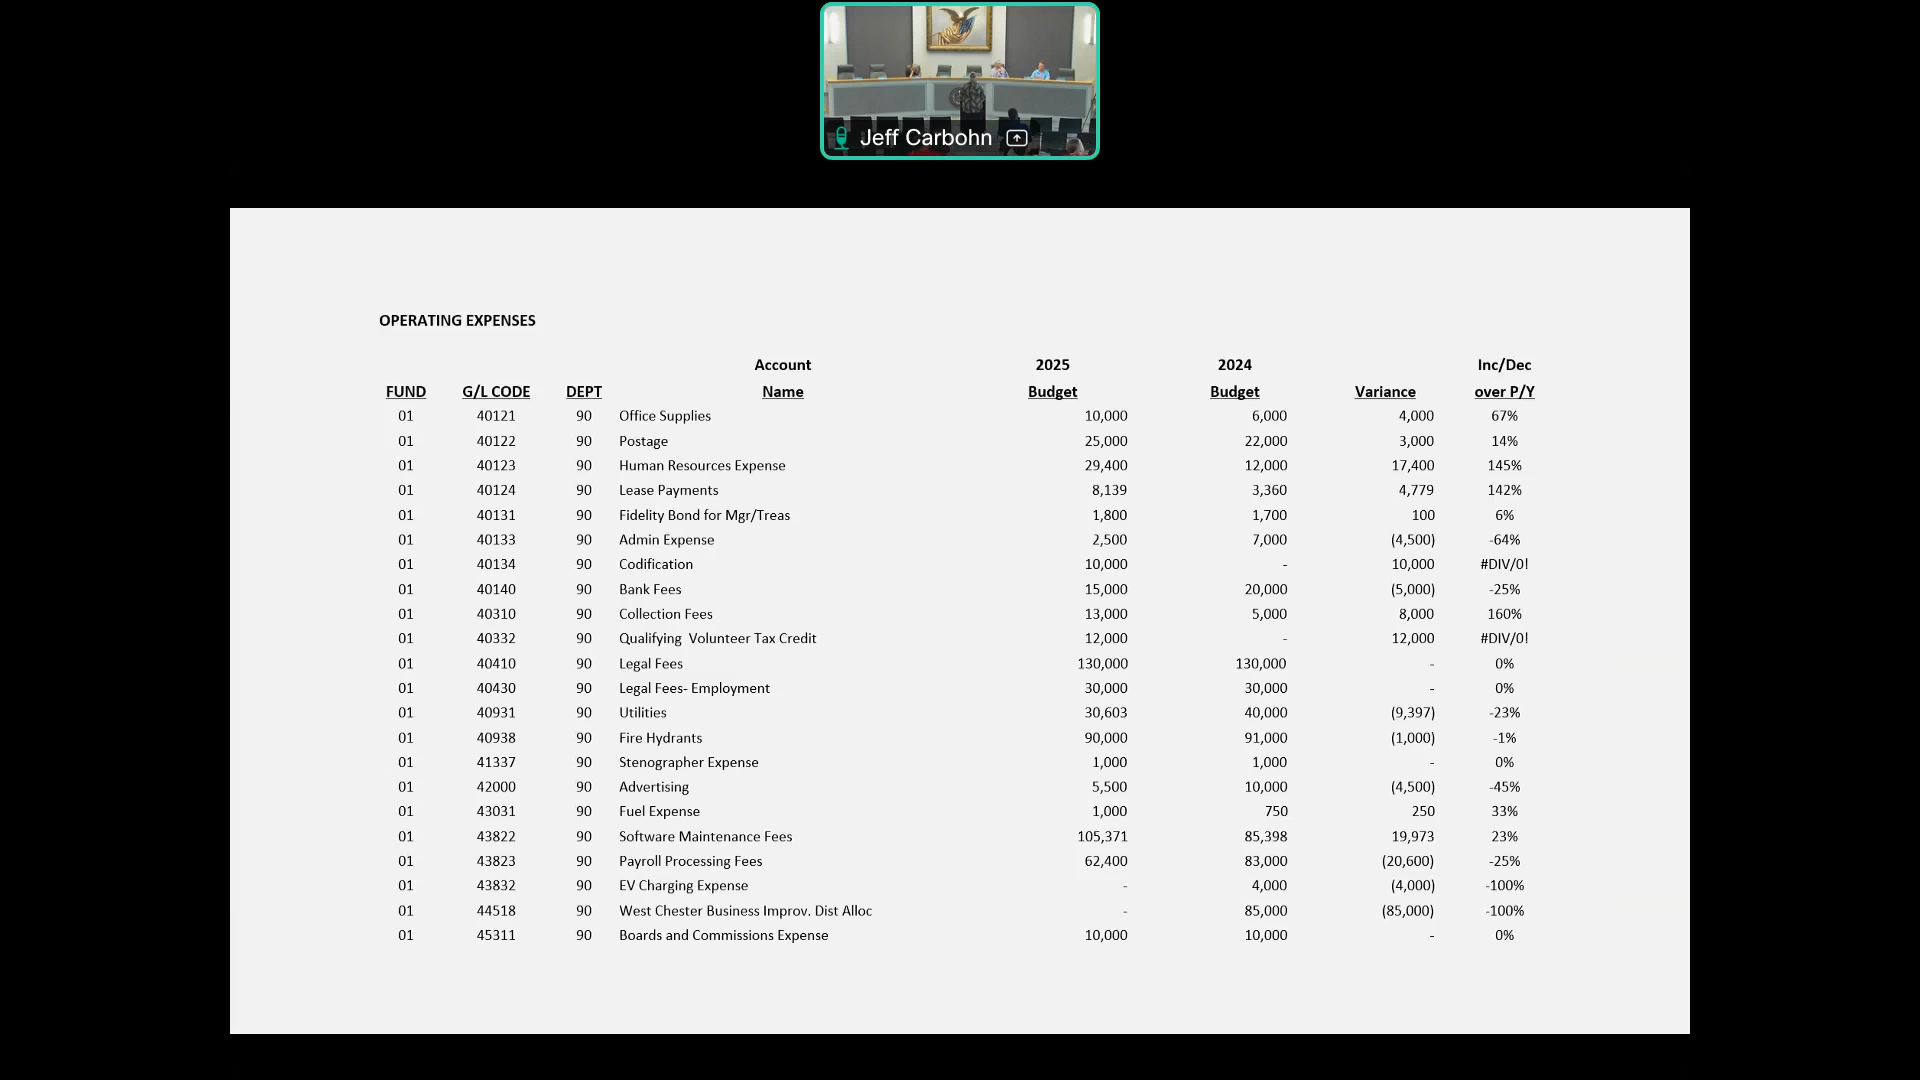 Jeff Carbohn
OPERATING EXPENSES
Account 2025 2024 Inc/Dec
FUND G/L CODE DEPT Name Budget Budget Variance over P/Y
01 40121 90 Office Supplies 10,000 6,000 4,000 67%
01 40122 90 Postage 25,000 22,000 3,000 14%
01 40123 90 Human Resources Expense 29,400 12,000 17,400 145%
01 40124 90 Lease Payments 8,139 3,360 4,779 142%
01 40131 90 Fidelity Bond for Mgr/Treas 1,800 1,700 100 6%
01 40133 90 Admin Expense 2,500 7,000 (4,500) -64%
01 40134 90 Codification 10,000 - 10,000 #DIV/0!
01 40140 90 Bank Fees 15,000 20,000 (5,000) -25%
01 40310 90 Collection Fees 13,000 5,000 8,000 160%
01 40332 90 Qualifying Volunteer Tax Credit 12,000 - 12,000 #DIV/0!
01 40410 90 Legal Fees 130,000 130,000 - 0%
01 40430 90 Legal Fees- Employment 30,000 30,000 - 0%
01 40931 90 Utilities 30,603 40,000 (9,397) -23%
01 40938 90 Fire Hydrants 90,000 91,000 (1,000) -1%
01 41337 90 Stenographer Expense 1,000 1,000 - 0%
01 42000 90 Advertising 5,500 10,000 (4,500) -45%
01 43031 90 Fuel Expense 1,000 750 250 33%
01 43822 90 Software Maintenance Fees 105,371 85,398 19,973 23%
01 43823 90 Payroll Processing Fees 62,400 83,000 (20,600) -25%
01 43832 90 EV Charging Expense - 4,000 (4,000) -100%
01 44518 90 West Chester Business Improv. Dist Alloc - 85,000 (85,000) -100%
01 45311 90 Boards and Commissions Expense 10,000 10,000 - 0%